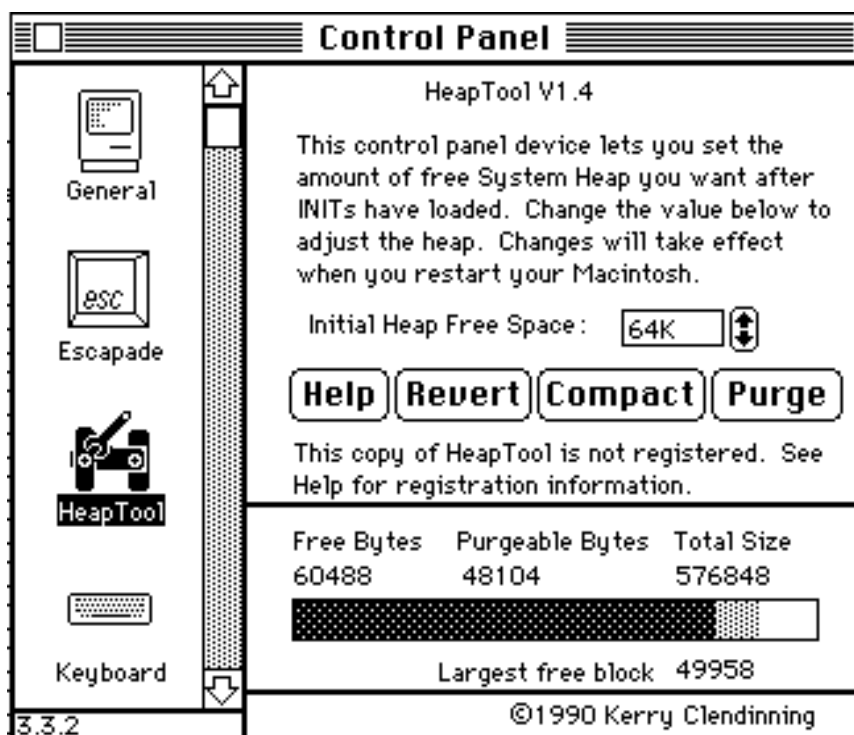 Control Panel
General
esc
Escapade
HeapTool
Keyboard
3.3.2
HeapTool V1.4
This control panel device lets you set the
amount of free System Heap you want after
INITs have loaded.  Change the value below to
adjust the heap.  Changes will take effect
when you restart your Macintosh.
Initial Heap Free Space: 64K
Help Revert Compact Purge
This copy of HeapTool is not registered.  See
Help for registration information.
Free Bytes Purgeable Bytes Total Size
60488 48104 576848
Largest free block 49958
©1990 Kerry Clendinning